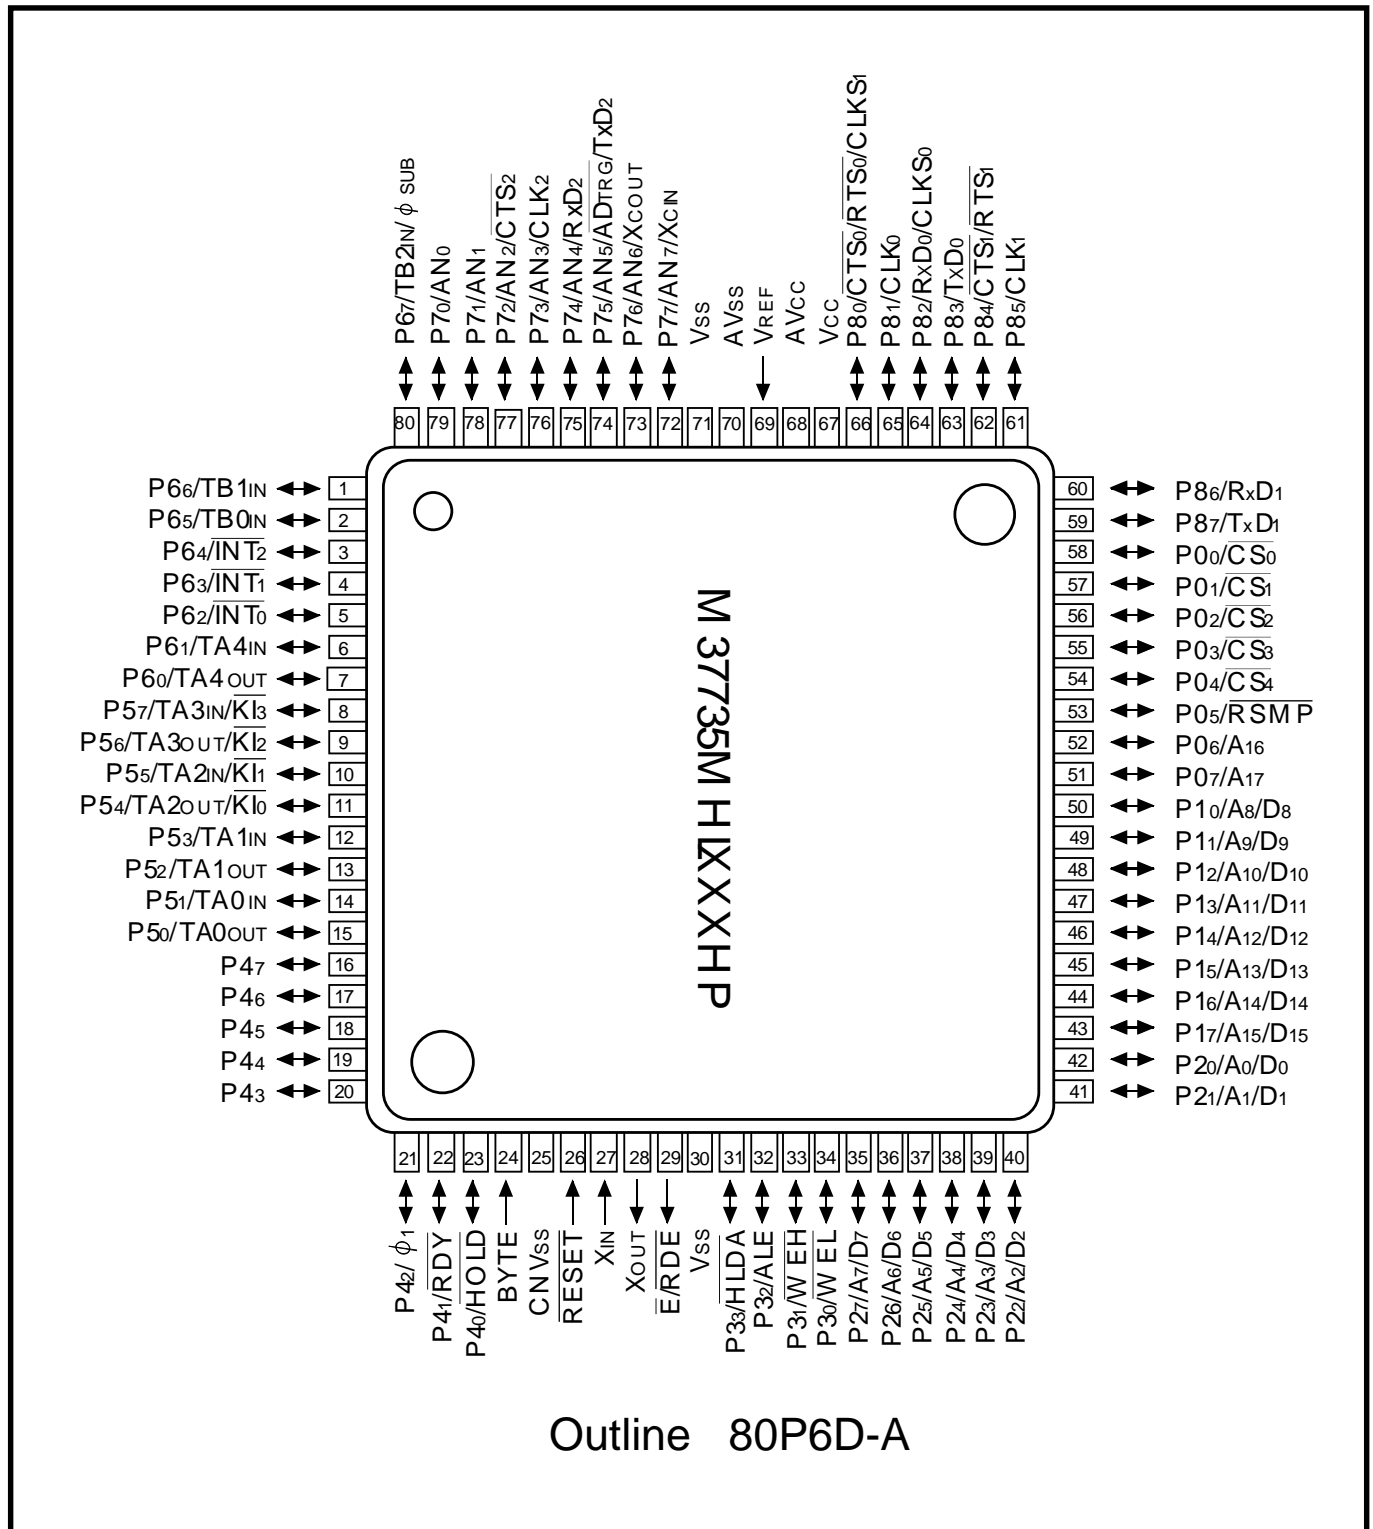 P67/TB2IN/ϕ SUB
P70/AN0
P71/AN1
P72/AN2/CTS2
P73/AN3/CLK2
P74/AN4/RxD2
P75/AN5/ADTRG/TxD2
P76/AN6/XCOUT
P77/AN7/XCIN
VSS
AVSS
VREF
AVCC
VCC
P80/CTS0/RTS0/CLKS1
P81/CLK0
P82/RxD0/CLKS0
P83/TxD0
P84/CTS1/RTS1
P85/CLK1
80 79 78 77 76 75 74 73 72 71 70 69 68 67 66 65 64 63 62 61
P66/TB1IN 1
P65/TB0IN 2
P64/INT2 3
P63/INT1 4
P62/INT0 5
P61/TA4IN 6
P60/TA4OUT 7
P57/TA3IN/KI3 8
P56/TA3OUT/KI2 9
P55/TA2IN/KI1 10
P54/TA2OUT/KI0 11
P53/TA1IN 12
P52/TA1OUT 13
P51/TA0IN 14
P50/TA0OUT 15
P47 16
P46 17
P45 18
P44 19
P43 20
M37735MHLXXXHP
60 P86/RxD1
59 P87/TxD1
58 P00/CS0
57 P01/CS1
56 P02/CS2
55 P03/CS3
54 P04/CS4
53 P05/RSMP
52 P06/A16
51 P07/A17
50 P10/A8/D8
49 P11/A9/D9
48 P12/A10/D10
47 P13/A11/D11
46 P14/A12/D12
45 P15/A13/D13
44 P16/A14/D14
43 P17/A15/D15
42 P20/A0/D0
41 P21/A1/D1
21 22 23 24 25 26 27 28 29 30 31 32 33 34 35 36 37 38 39 40
P42/ϕ1
P41/RDY
P40/HOLD
BYTE
CNVSS
RESET
XIN
XOUT
E/RDE
VSS
P33/HLDA
P32/ALE
P31/WEH
P30/WEL
P27/A7/D7
P26/A6/D6
P25/A5/D5
P24/A4/D4
P23/A3/D3
P22/A2/D2
Outline 80P6D-A